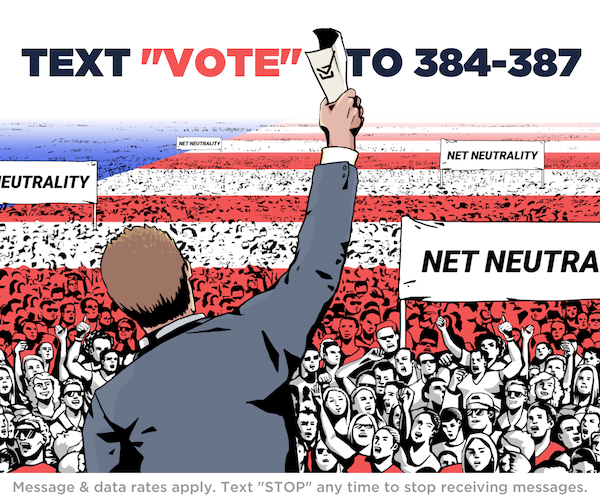 TEXT "VOTE" TO 384-387
NET NEUTRALITY
NET NEUTRALITY
EUTRALITY
NET NEUTRA
Message & data rates apply. Text "STOP" any time to stop receiving messages.